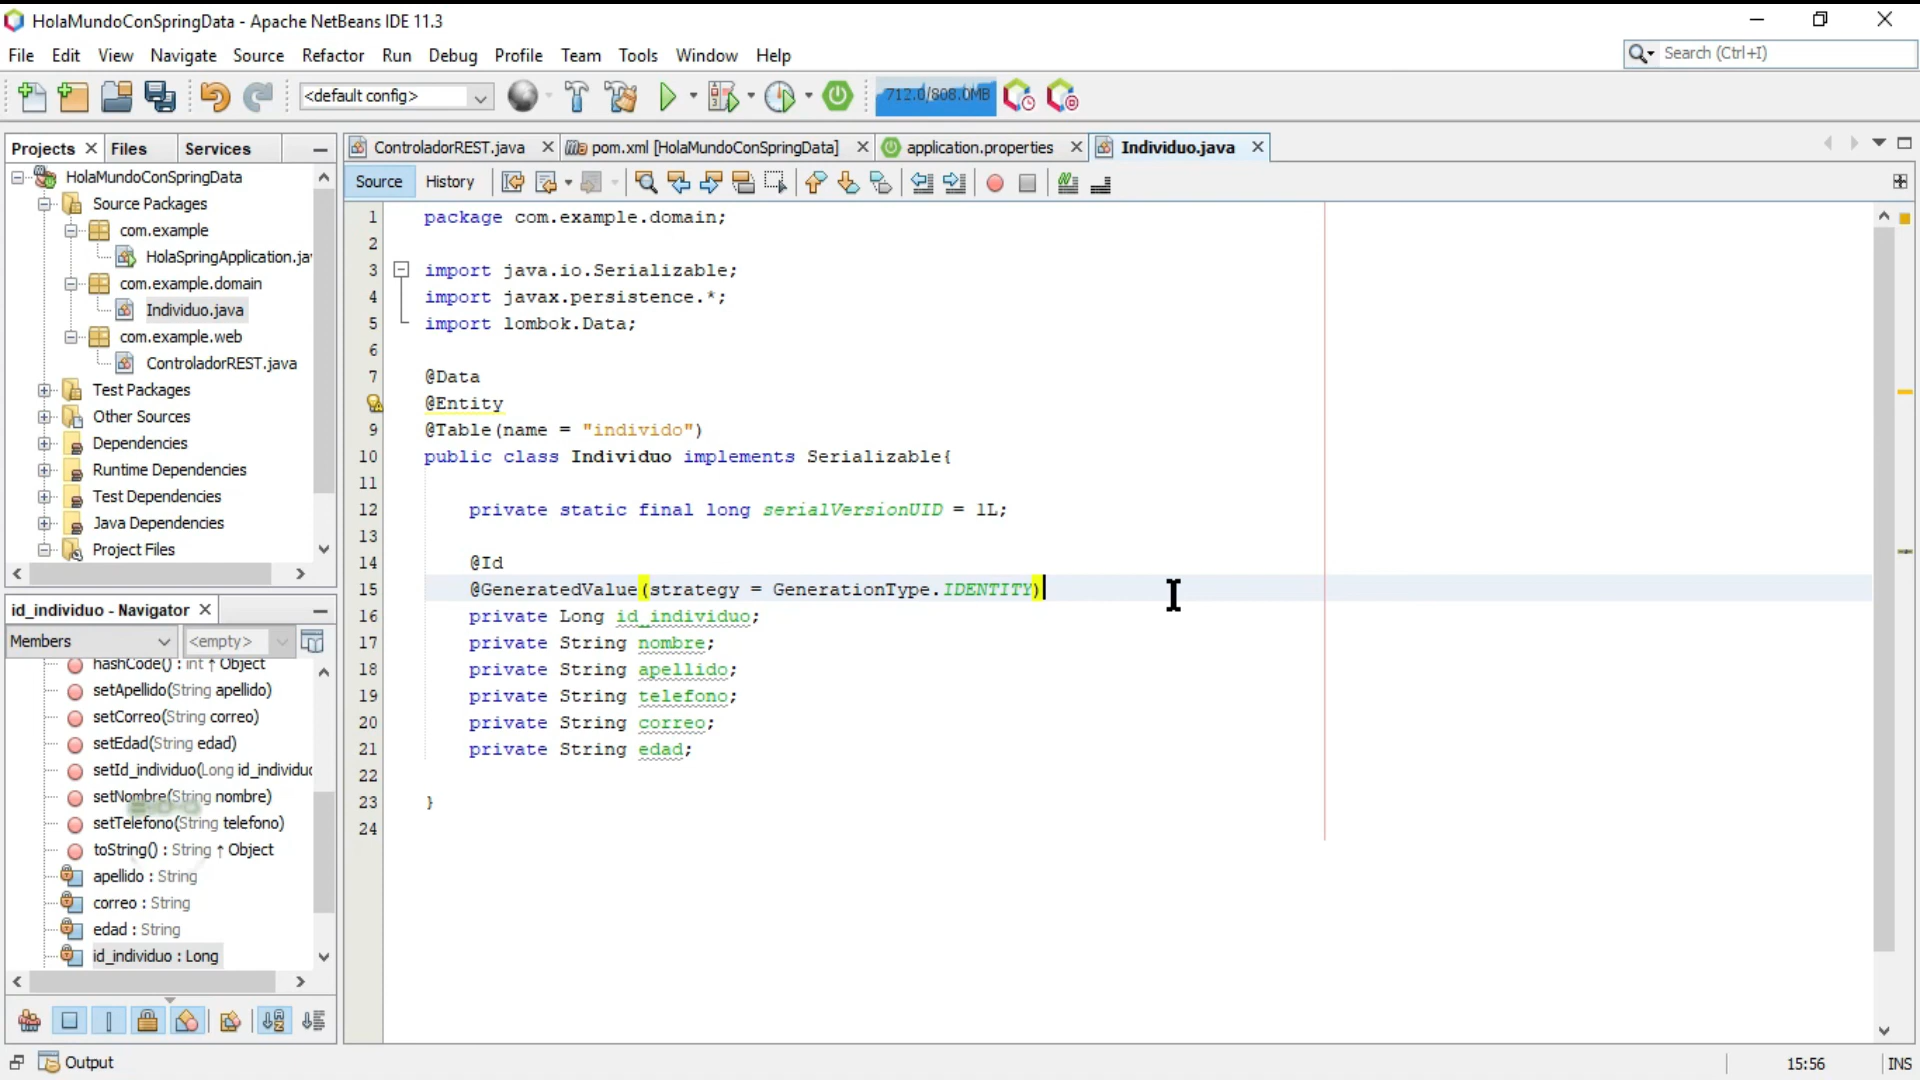 HolaMundoConSpringData - Apache NetBeans IDE 11.3
File Edit View Navigate Source Refactor Run Debug Profile Team Tools Window Help
Search (Ctrl+I)
<default config>
712.0/808.0MB
Projects Files Services
ControladorREST.java pom.xml [HolaMundoConSpringData] application.properties Individuo.java
Source History
HolaMundoConSpringData
Source Packages
com.example
HolaSpringApplication.ja
com.example.domain
Individuo.java
com.example.web
ControladorREST.java
Test Packages
Other Sources
Dependencies
Runtime Dependencies
Test Dependencies
Java Dependencies
Project Files
id_individuo - Navigator
Members <empty>
hashCode() : int ↑ Object
setApellido(String apellido)
setCorreo(String correo)
setEdad(String edad)
setId_individuo(Long id_individuo
setNombre(String nombre)
setTelefono(String telefono)
toString() : String ↑ Object
apellido : String
correo : String
edad : String
id_individuo : Long
1 package com.example.domain;
2
3 import java.io.Serializable;
4 import javax.persistence.*;
5 import lombok.Data;
6
7 @Data
@Entity
9 @Table(name = "individo")
10 public class Individuo implements Serializable{
11
12 private static final long serialVersionUID = 1L;
13
14 @Id
15 @GeneratedValue(strategy = GenerationType.IDENTITY)
16 private Long id_individuo;
17 private String nombre;
18 private String apellido;
19 private String telefono;
20 private String correo;
21 private String edad;
22
23 }
24
Output
15:56 INS